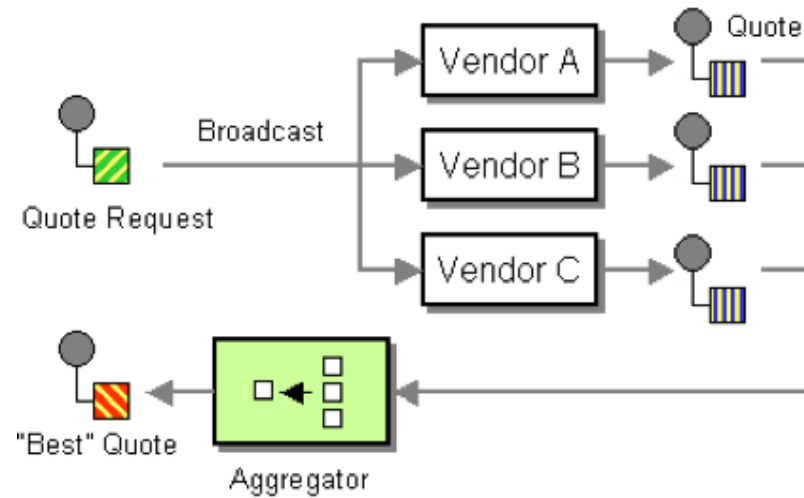 Quote
Vendor A
Broadcast
Vendor B
Quote Request
Vendor C
"Best" Quote
Aggregator